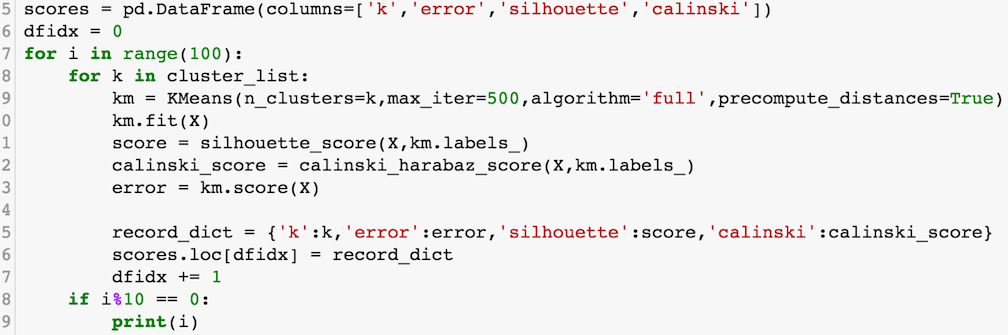 5 scores = pd.DataFrame(columns=['k','error','silhouette','calinski'])
6 dfidx = 0
7 for i in range(100):
8     for k in cluster_list:
9         km = KMeans(n_clusters=k,max_iter=500,algorithm='full',precompute_distances=True)
0         km.fit(X)
1         score = silhouette_score(X,km.labels_)
2         calinski_score = calinski_harabaz_score(X,km.labels_)
3         error = km.score(X)
4
5         record_dict = {'k':k,'error':error,'silhouette':score,'calinski':calinski_score}
6         scores.loc[dfidx] = record_dict
7         dfidx += 1
8     if i%10 == 0:
9         print(i)